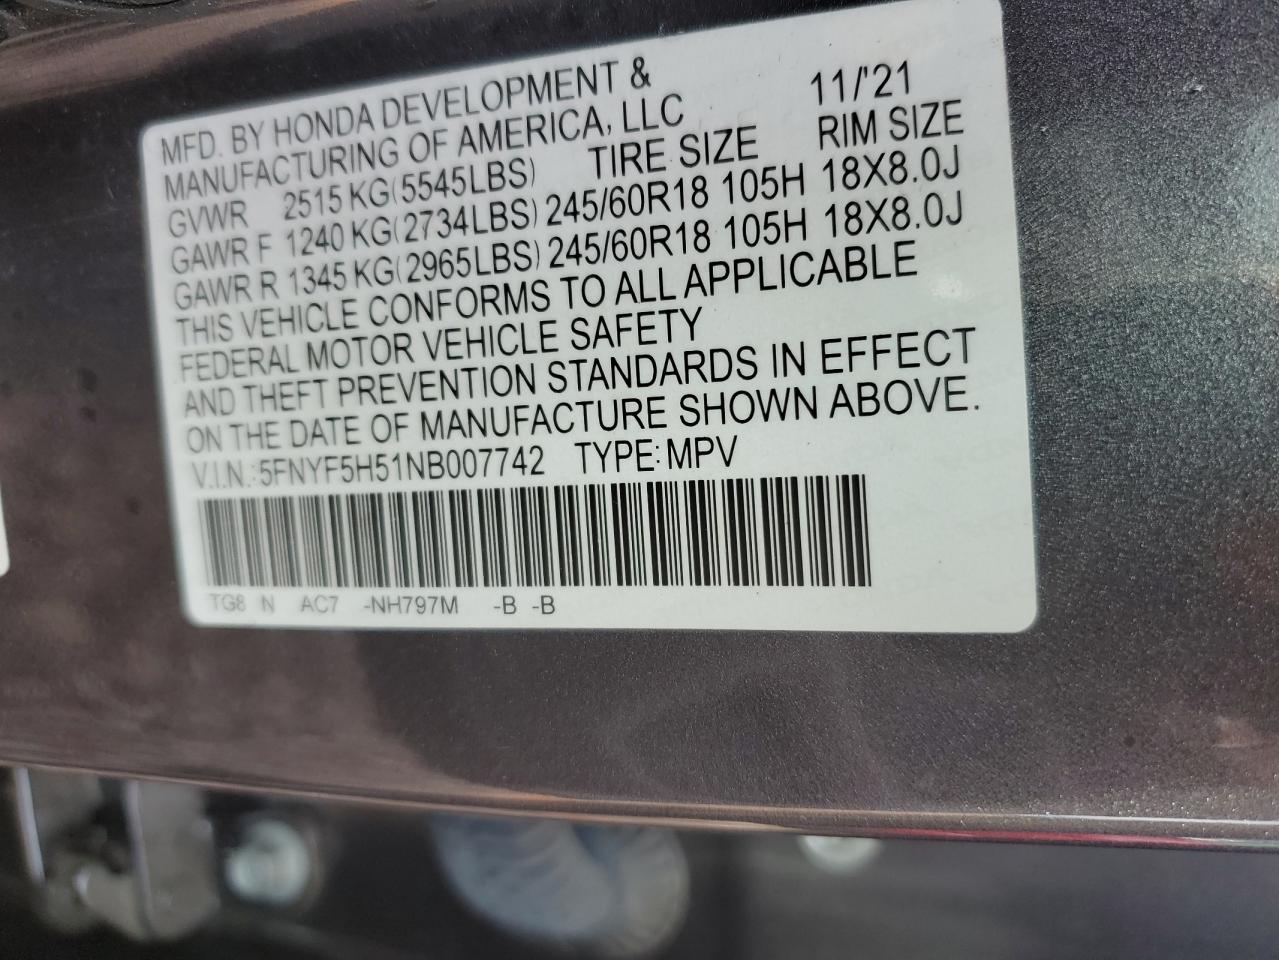 MFD. BY HONDA DEVELOPMENT & 11/'21
MANUFACTURING OF AMERICA, LLC
GVWR 2515 KG(5545LBS) TIRE SIZE RIM SIZE
GAWR F 1240 KG(2734LBS) 245/60R18 105H 18X8.0J
GAWR R 1345 KG(2965LBS) 245/60R18 105H 18X8.0J
THIS VEHICLE CONFORMS TO ALL APPLICABLE
FEDERAL MOTOR VEHICLE SAFETY
AND THEFT PREVENTION STANDARDS IN EFFECT
ON THE DATE OF MANUFACTURE SHOWN ABOVE.
V.I.N.:5FNYF5H51NB007742 TYPE:MPV
TG8 N AC7 -NH797M -B -B